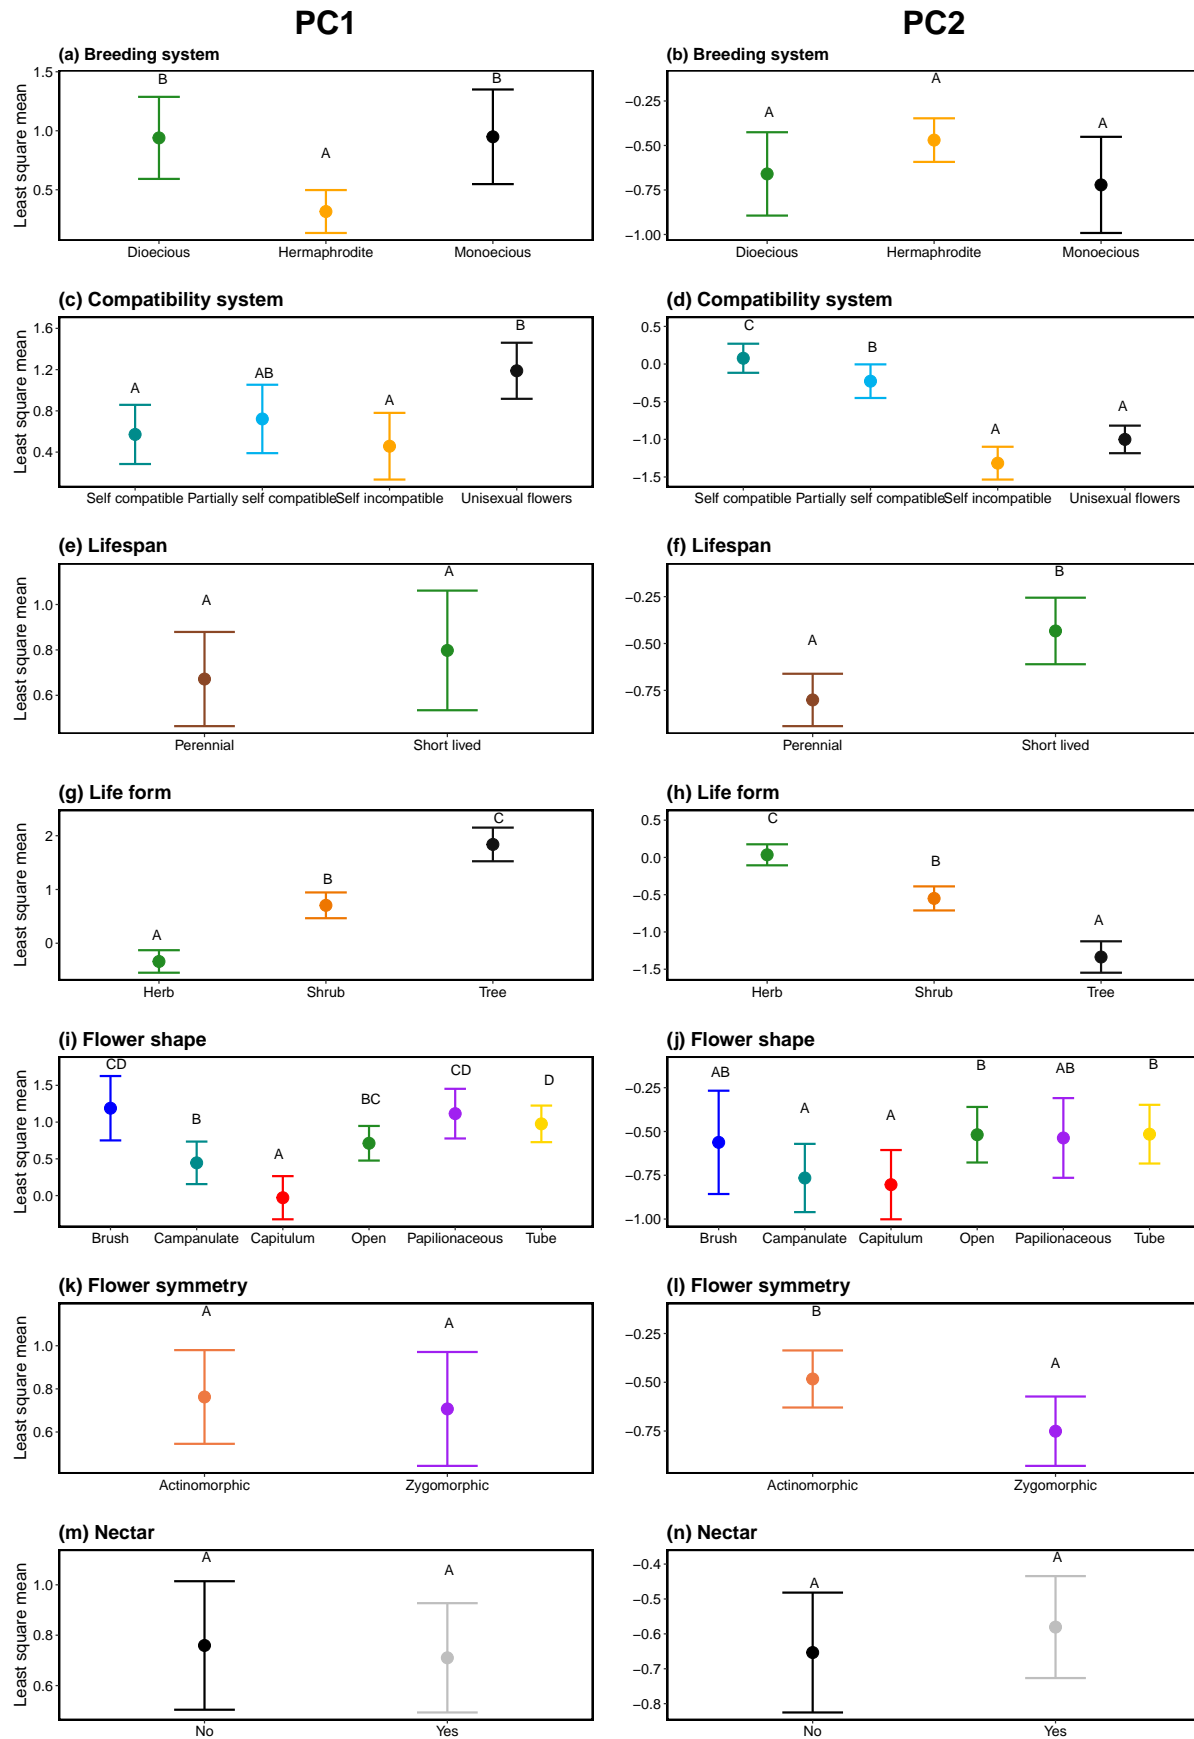 PC1 PC2
(a) Breeding system (b) Breeding system
Least square mean
1.5
1.0
0.5
B A B
Dioecious Hermaphrodite Monoecious
−0.25
−0.50
−0.75
−1.00
A A A
Dioecious Hermaphrodite Monoecious
(c) Compatibility system (d) Compatibility system
Least square mean
1.6
1.2
0.8
0.4
A AB A B
Self compatible Partially self compatible Self incompatible Unisexual flowers
0.5
0.0
−0.5
−1.0
−1.5
C B A A
Self compatible Partially self compatible Self incompatible Unisexual flowers
(e) Lifespan (f) Lifespan
Least square mean
1.0
0.8
0.6
A A
Perennial Short lived
−0.25
−0.50
−0.75
A B
Perennial Short lived
(g) Life form (h) Life form
Least square mean
2
1
0
A B C
Herb Shrub Tree
0.5
0.0
−0.5
−1.0
−1.5
C B A
Herb Shrub Tree
(i) Flower shape (j) Flower shape
Least square mean
1.5
1.0
0.5
0.0
CD B A BC CD D
Brush Campanulate Capitulum Open Papilionaceous Tube
−0.25
−0.50
−0.75
−1.00
AB A A B AB B
Brush Campanulate Capitulum Open Papilionaceous Tube
(k) Flower symmetry (l) Flower symmetry
Least square mean
1.0
0.8
0.6
A A
Actinomorphic Zygomorphic
−0.25
−0.50
−0.75
B A
Actinomorphic Zygomorphic
(m) Nectar (n) Nectar
Least square mean
1.0
0.8
0.6
A A
No Yes
−0.4
−0.5
−0.6
−0.7
−0.8
A A
No Yes